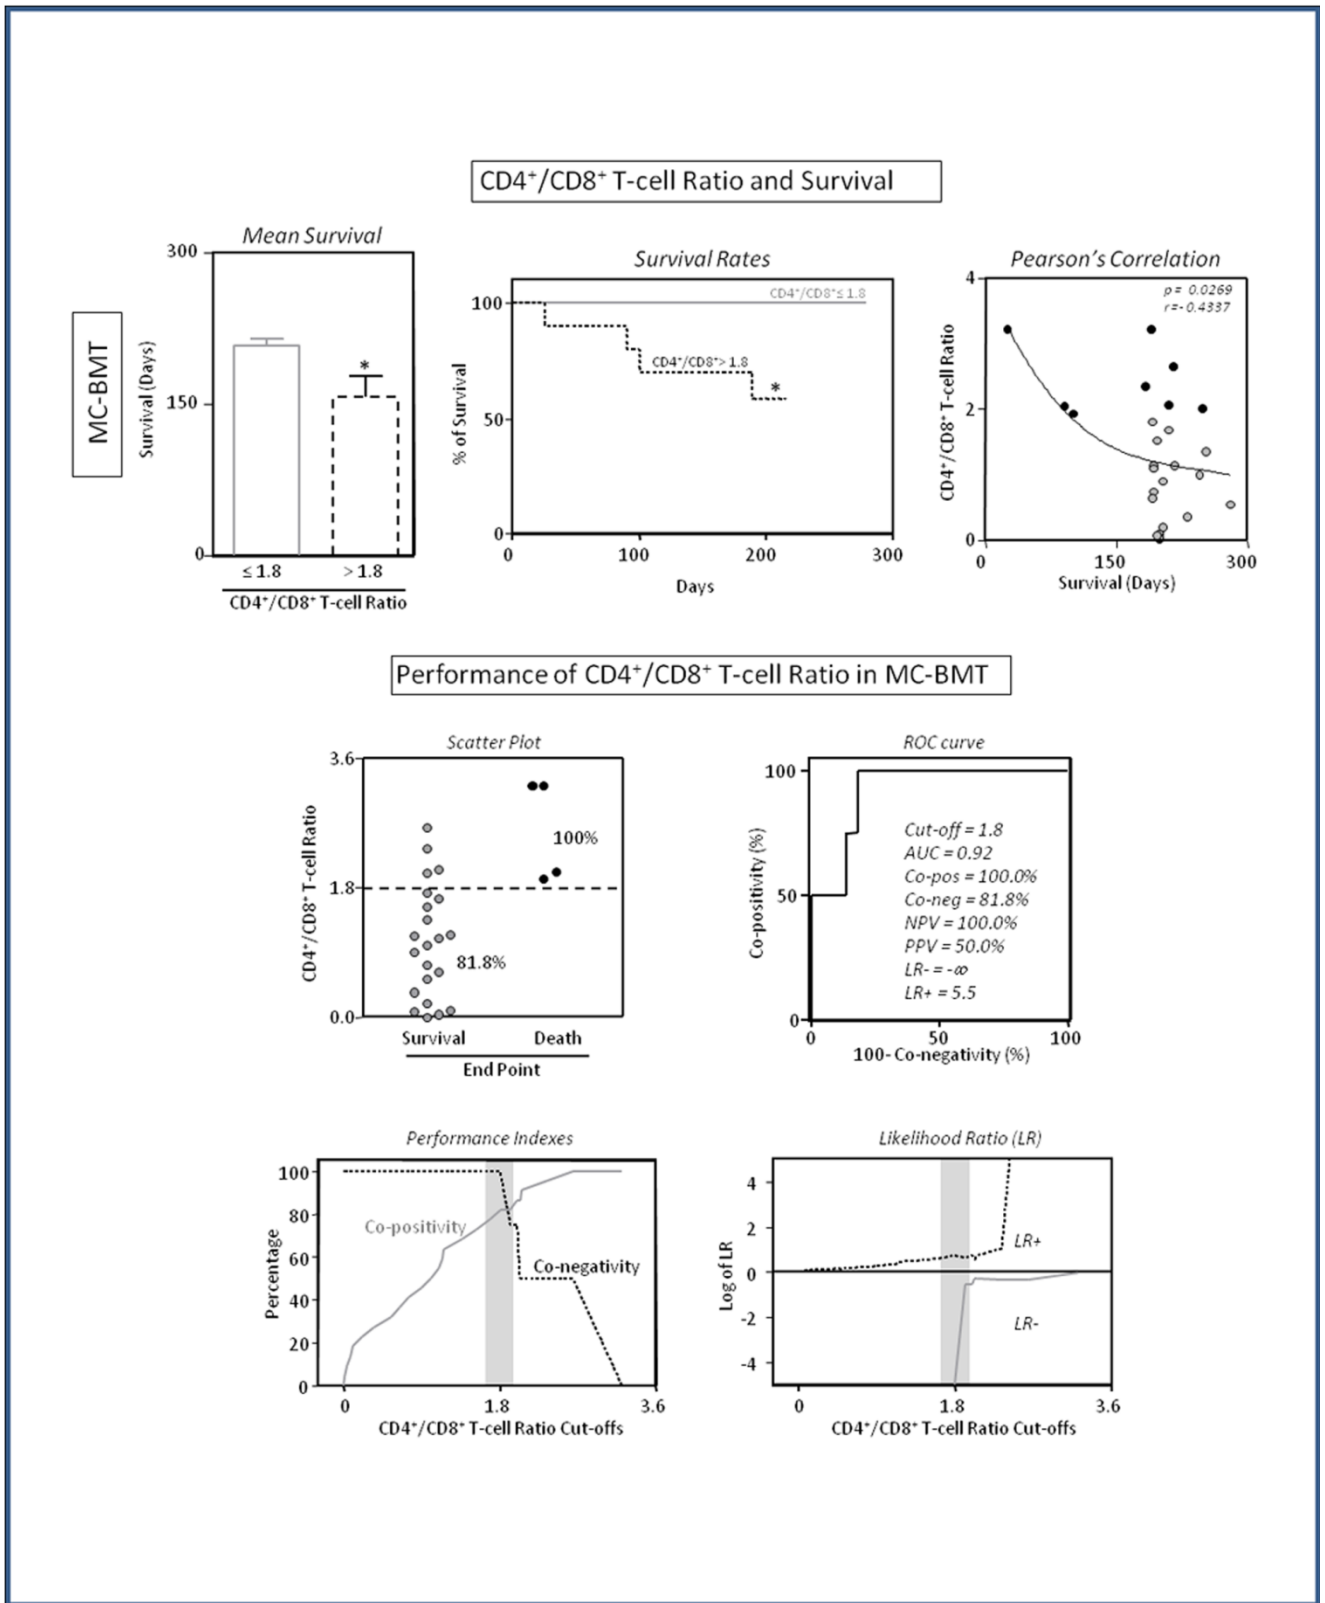 CD4⁺/CD8⁺ T-cell Ratio and Survival
MC-BMT
Mean Survival
Survival (Days)
300
150
0
≤ 1.8
> 1.8
*
CD4⁺/CD8⁺ T-cell Ratio
Survival Rates
% of Survival
100
50
0
CD4⁺/CD8⁺≤ 1.8
CD4⁺/CD8⁺> 1.8
*
0
100
200
300
Days
Pearson's Correlation
CD4⁺/CD8⁺ T-cell Ratio
4
2
0
p = 0.0269
r=- 0.4337
0
150
300
Survival (Days)
Performance of CD4⁺/CD8⁺ T-cell Ratio in MC-BMT
Scatter Plot
CD4⁺/CD8⁺ T-cell Ratio
3.6
1.8
0.0
100%
81.8%
Survival
Death
End Point
ROC curve
Co-positivity (%)
100
50
0
Cut-off = 1.8
AUC = 0.92
Co-pos = 100.0%
Co-neg = 81.8%
NPV = 100.0%
PPV = 50.0%
LR- = -∞
LR+ = 5.5
0
50
100
100- Co-negativity (%)
Performance Indexes
Percentage
100
80
60
40
20
0
Co-positivity
Co-negativity
0
1.8
3.6
CD4⁺/CD8⁺ T-cell Ratio Cut-offs
Likelihood Ratio (LR)
Log of LR
4
2
0
-2
-4
LR+
LR-
0
1.8
3.6
CD4⁺/CD8⁺ T-cell Ratio Cut-offs